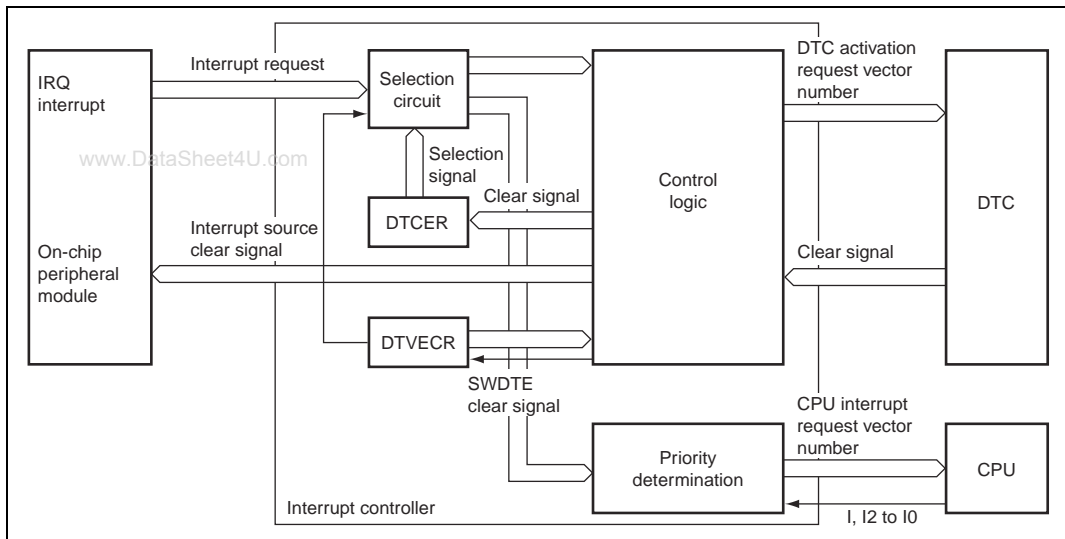 IRQ
interrupt
On-chip
peripheral
module
Interrupt request
www.DataSheet4U.com
Interrupt source
clear signal
Selection
circuit
Selection
signal
DTCER
Clear signal
DTVECR
SWDTE
clear signal
Control
logic
DTC activation
request vector
number
DTC
Clear signal
Priority
determination
CPU interrupt
request vector
number
CPU
I, I2 to I0
Interrupt controller